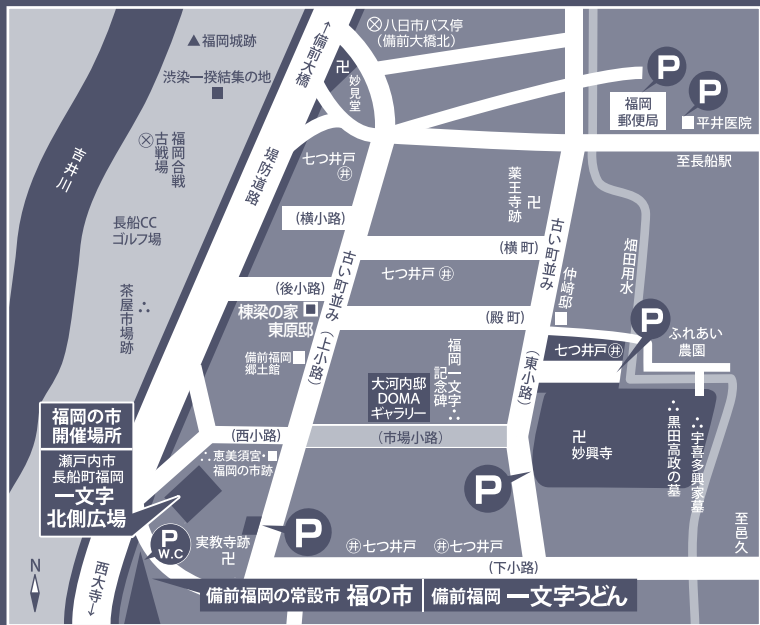 ↑備前大橋
八日市バス停
(備前大橋北)
▲福岡城跡
渋染一揆結集の地
卍
妙見堂
P
P
福岡
郵便局
平井医院
至長船駅
吉井川
福岡合戦
古戦場
堤防道路
七つ井戸
井
薬王寺跡
卍
長船CC
ゴルフ場
(横小路)
(横町)
古い町並み
畑田用水
古い町並み
七つ井戸 井
仲﨑邸
(後小路)
茶屋市場跡
棟梁の家
東原邸
(殿町)
P
ふれあい
農園
七つ井戸 井
備前福岡
郷土館
(上小路)
福岡一文字
記念碑
(東小路)
大河内邸
DOMA
ギャラリー
福岡の市
開催場所
瀬戸内市
長船町福岡
一文字
北側広場
(西小路)
(市場小路)
恵美須宮・
福岡の市跡
卍
妙興寺
黒田高政の墓
宇喜多興家墓
P
P
P
W.C
実教寺跡
卍
井 七つ井戸
井 七つ井戸
至邑久
(下小路)
N
西大寺→
備前福岡の常設市 福の市
備前福岡 一文字うどん